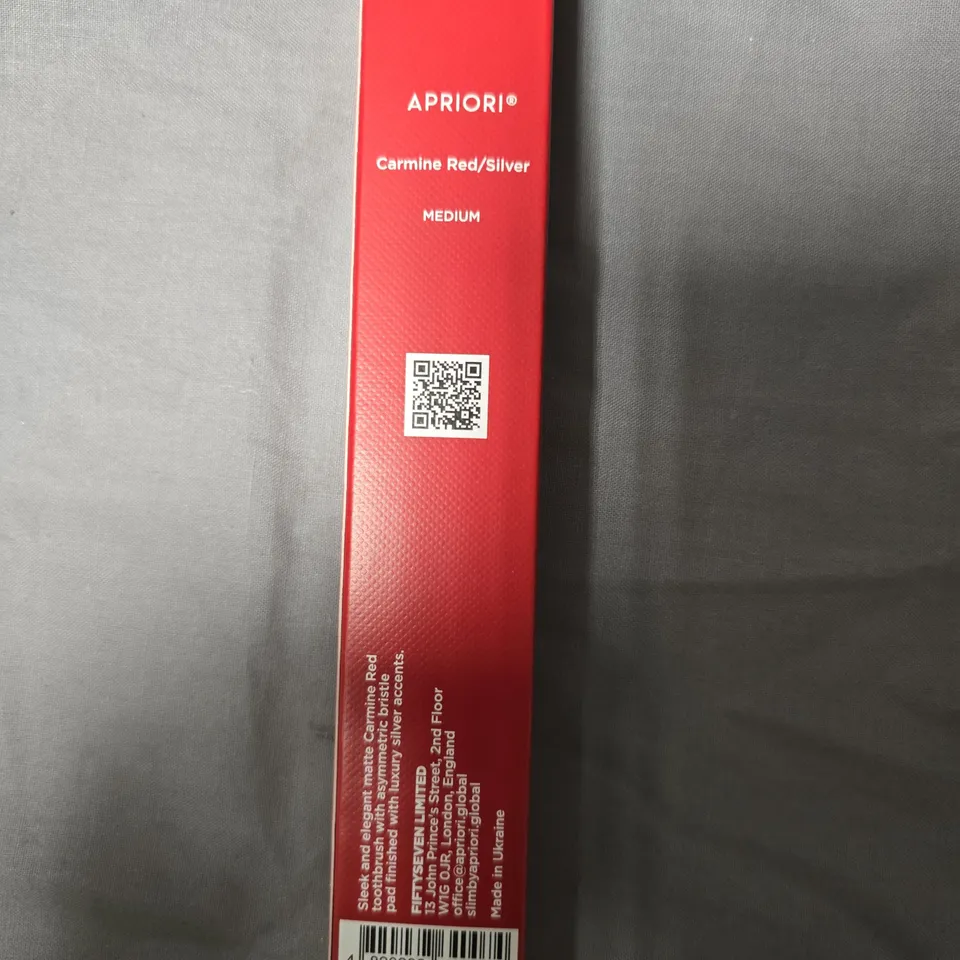 APRIORI®
Carmine Red/Silver
MEDIUM
Sleek and elegant matte Carmine Red
toothbrush with asymmetric bristle
pad finished with luxury silver accents.
FIFTYSEVEN LIMITED
13 John Prince's Street, 2nd Floor
W1G 0JR, London, England
office@apriori.global
slimbyapriori.global
Made in Ukraine